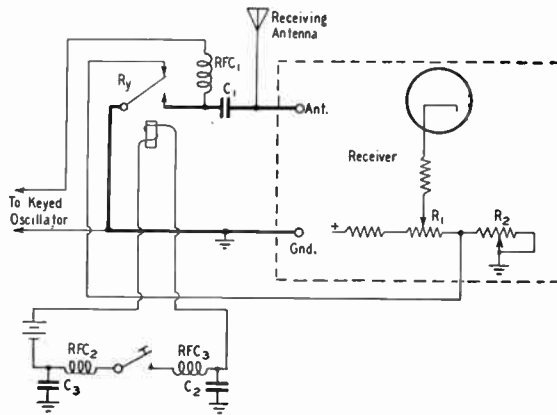 Receiving
Antenna
RFC1
Ry
C1
Ant.
Receiver
To Keyed
Oscillator
R1
R2
+
Gnd.
RFC2
RFC3
C3
C2